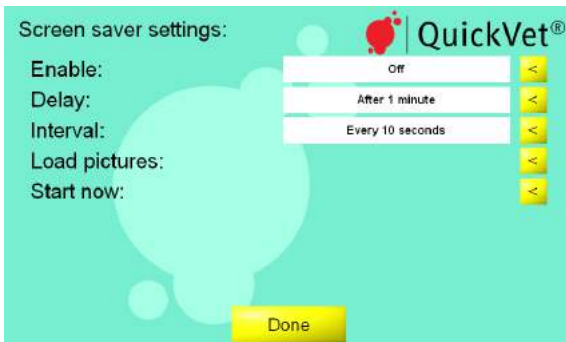 Screen saver settings:
QuickVet®
Enable: Off <
Delay: After 1 minute <
Interval: Every 10 seconds <
Load pictures: <
Start now: <
Done